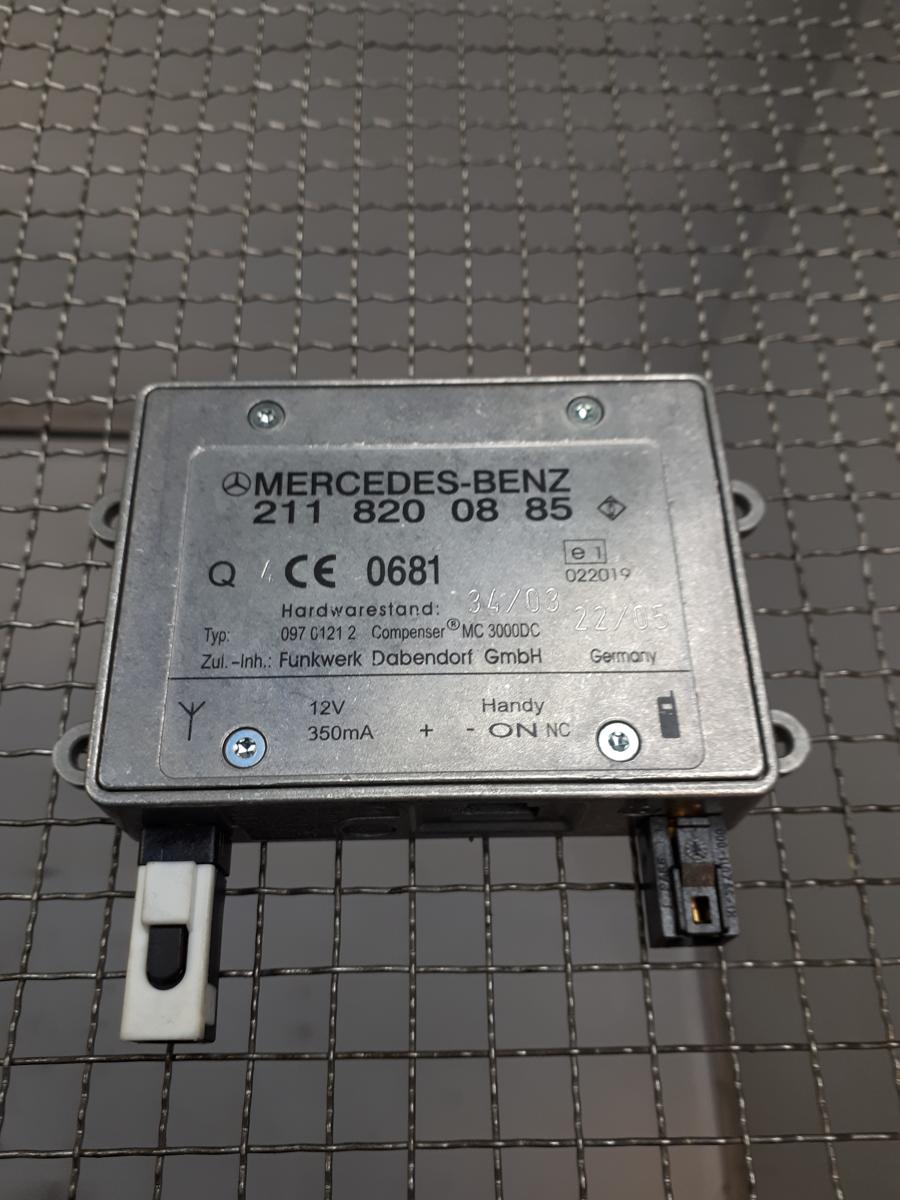 MERCEDES-BENZ
211 820 08 85
Q 4 CE 0681
e 1
022019
Hardwarestand: 34/03
22/05
Typ: 097 0121 2 Compenser® MC 3000DC
Zul.-Inh.: Funkwerk Dabendorf GmbH Germany
12V Handy
350mA + - ON NC